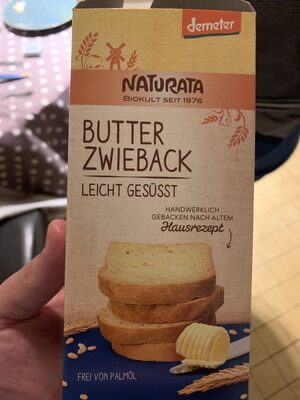 demeter
NATURATA
BIOKULT SEIT 1976
BUTTER
ZWIEBACK
LEICHT GESÜSST
HANDWERKLICH
GEBACKEN NACH ALTEM
Hausrezept
FREI VON PALMÖL